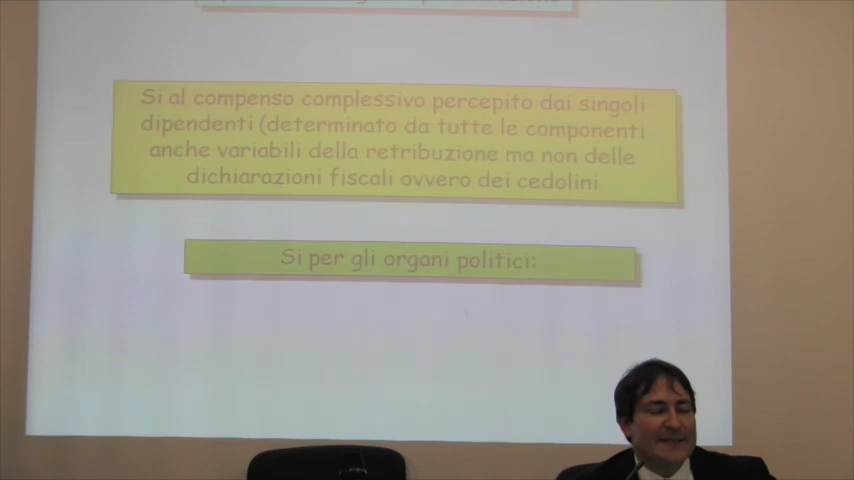 Si al compenso complessivo percepito dai singoli
dipendenti (determinato da tutte le componenti
anche variabili della retribuzione ma non delle
dichiarazioni fiscali ovvero dei cedolini
Si per gli organi politici: